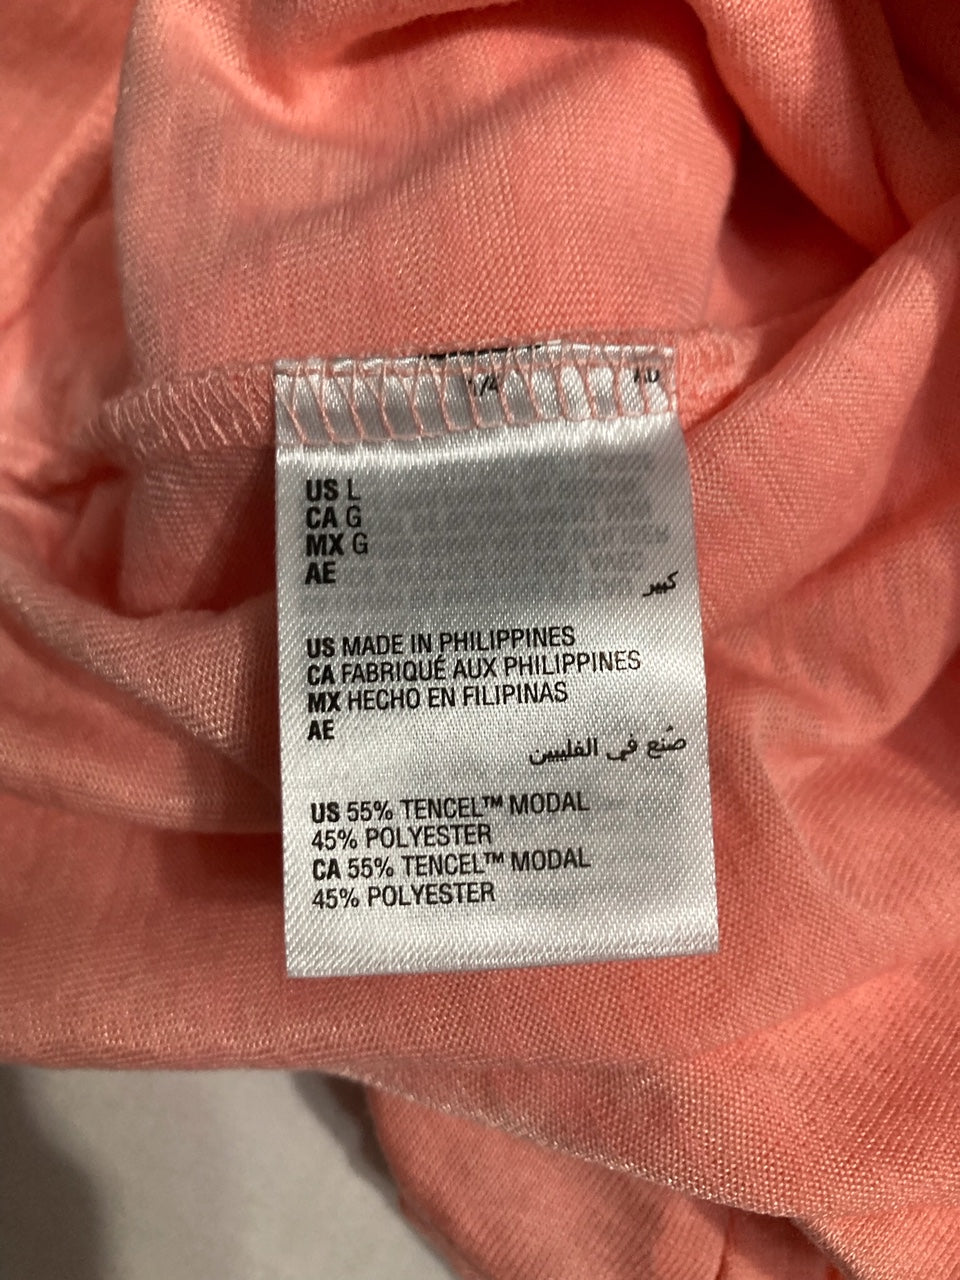 US L
CA G
MX G
AE
كبير
US MADE IN PHILIPPINES
CA FABRIQUÉ AUX PHILIPPINES
MX HECHO EN FILIPINAS
AE
صُنع في الفلبين
US 55% TENCEL™ MODAL
45% POLYESTER
CA 55% TENCEL™ MODAL
45% POLYESTER